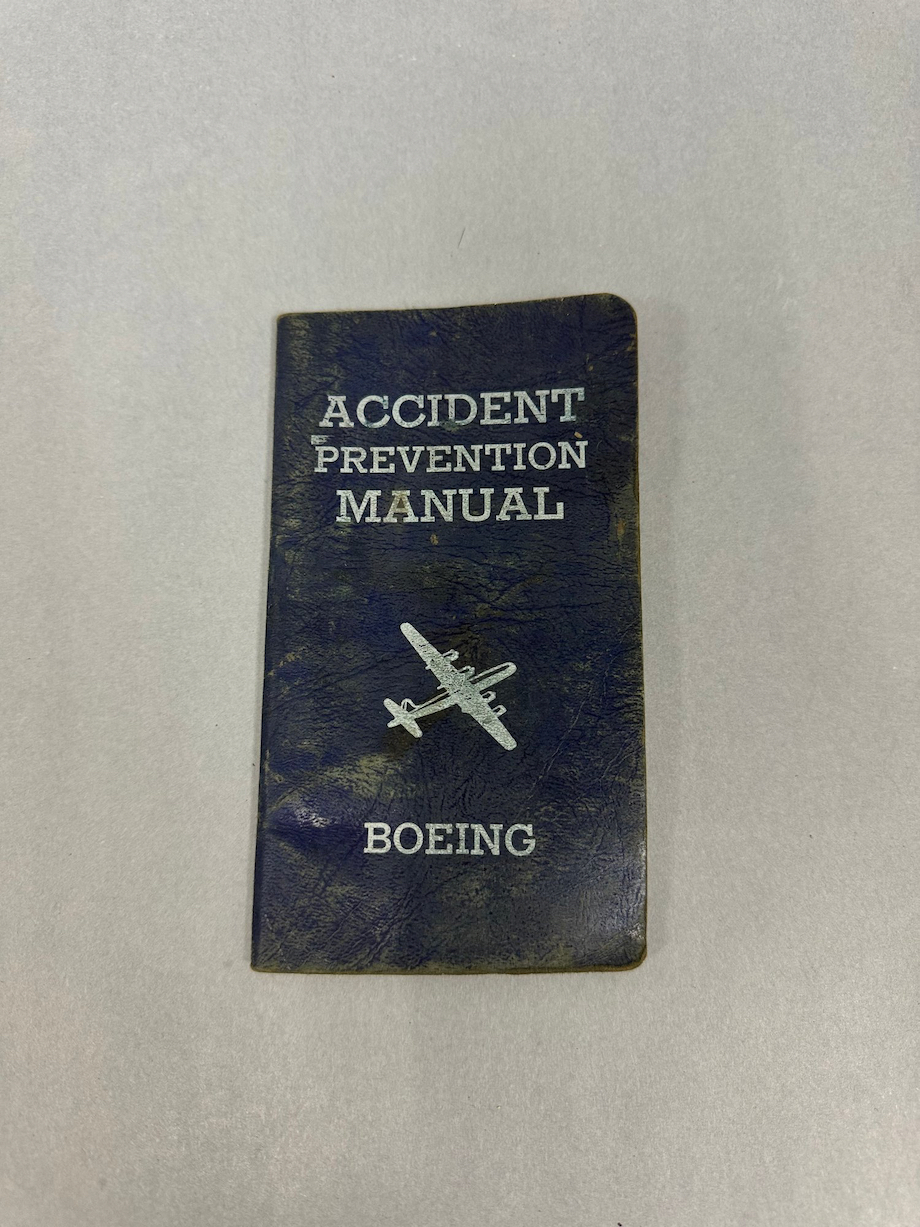 ACCIDENT
PREVENTION
MANUAL
BOEING